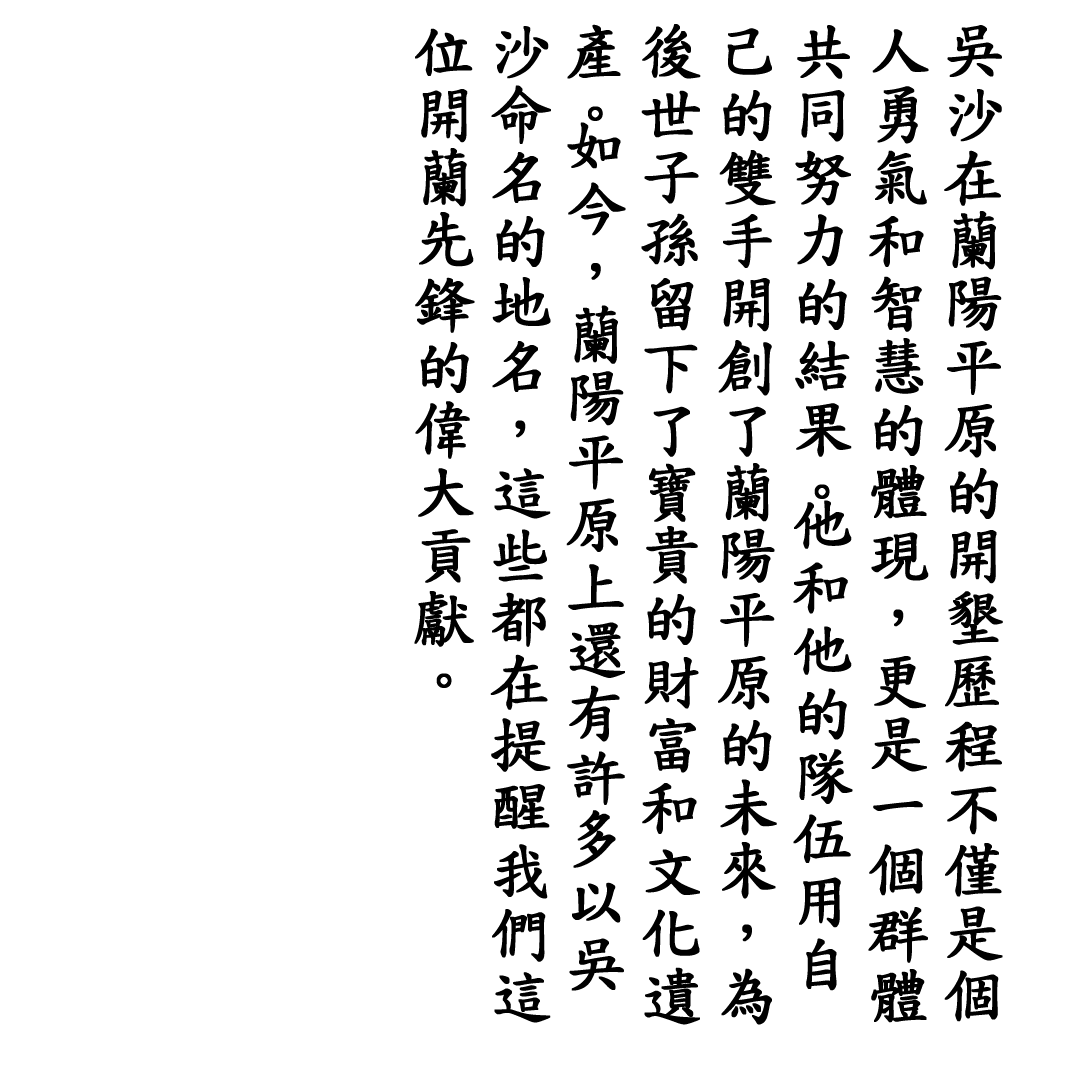 吳沙在蘭陽平原的開墾歷程不僅是個
人勇氣和智慧的體現，更是一個群體
共同努力的結果。他和他的隊伍用自
己的雙手開創了蘭陽平原的未來，為
後世子孫留下了寶貴的財富和文化遺
產。如今，蘭陽平原上還有許多以吳
沙命名的地名，這些都在提醒我們這
位開蘭先鋒的偉大貢獻。